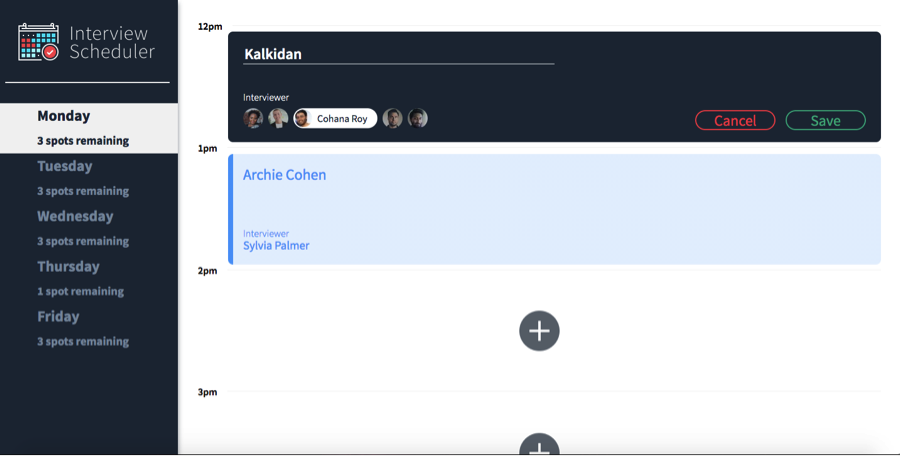 Interview
Scheduler
Monday
3 spots remaining
Tuesday
3 spots remaining
Wednesday
3 spots remaining
Thursday
1 spot remaining
Friday
3 spots remaining
12pm
Kalkidan
Interviewer
Cohana Roy
Cancel
Save
1pm
Archie Cohen
Interviewer
Sylvia Palmer
2pm
3pm